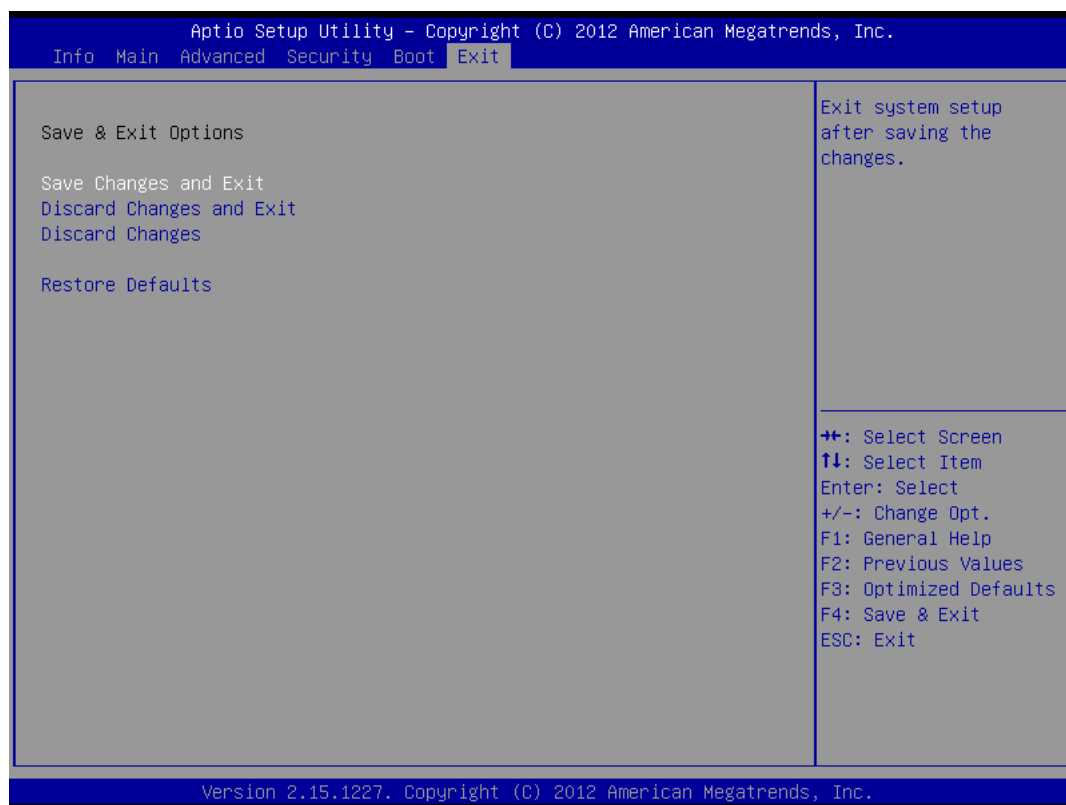 Aptio Setup Utility – Copyright (C) 2012 American Megatrends, Inc.
Info Main Advanced Security Boot Exit
Save & Exit Options
Save Changes and Exit
Discard Changes and Exit
Discard Changes
Restore Defaults
Exit system setup
after saving the
changes.
→←: Select Screen
↑↓: Select Item
Enter: Select
+/-: Change Opt.
F1: General Help
F2: Previous Values
F3: Optimized Defaults
F4: Save & Exit
ESC: Exit
Version 2.15.1227. Copyright (C) 2012 American Megatrends, Inc.